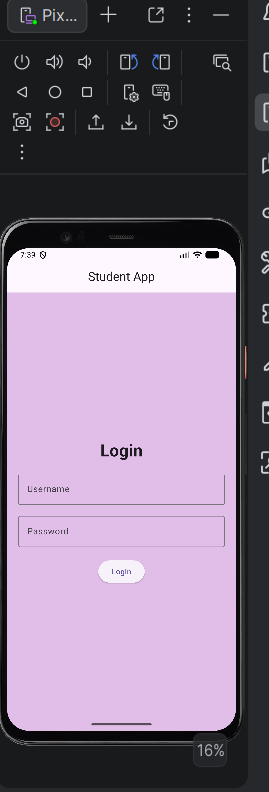 Pix...
7:39
Student App
Login
Username
Password
Login
16%